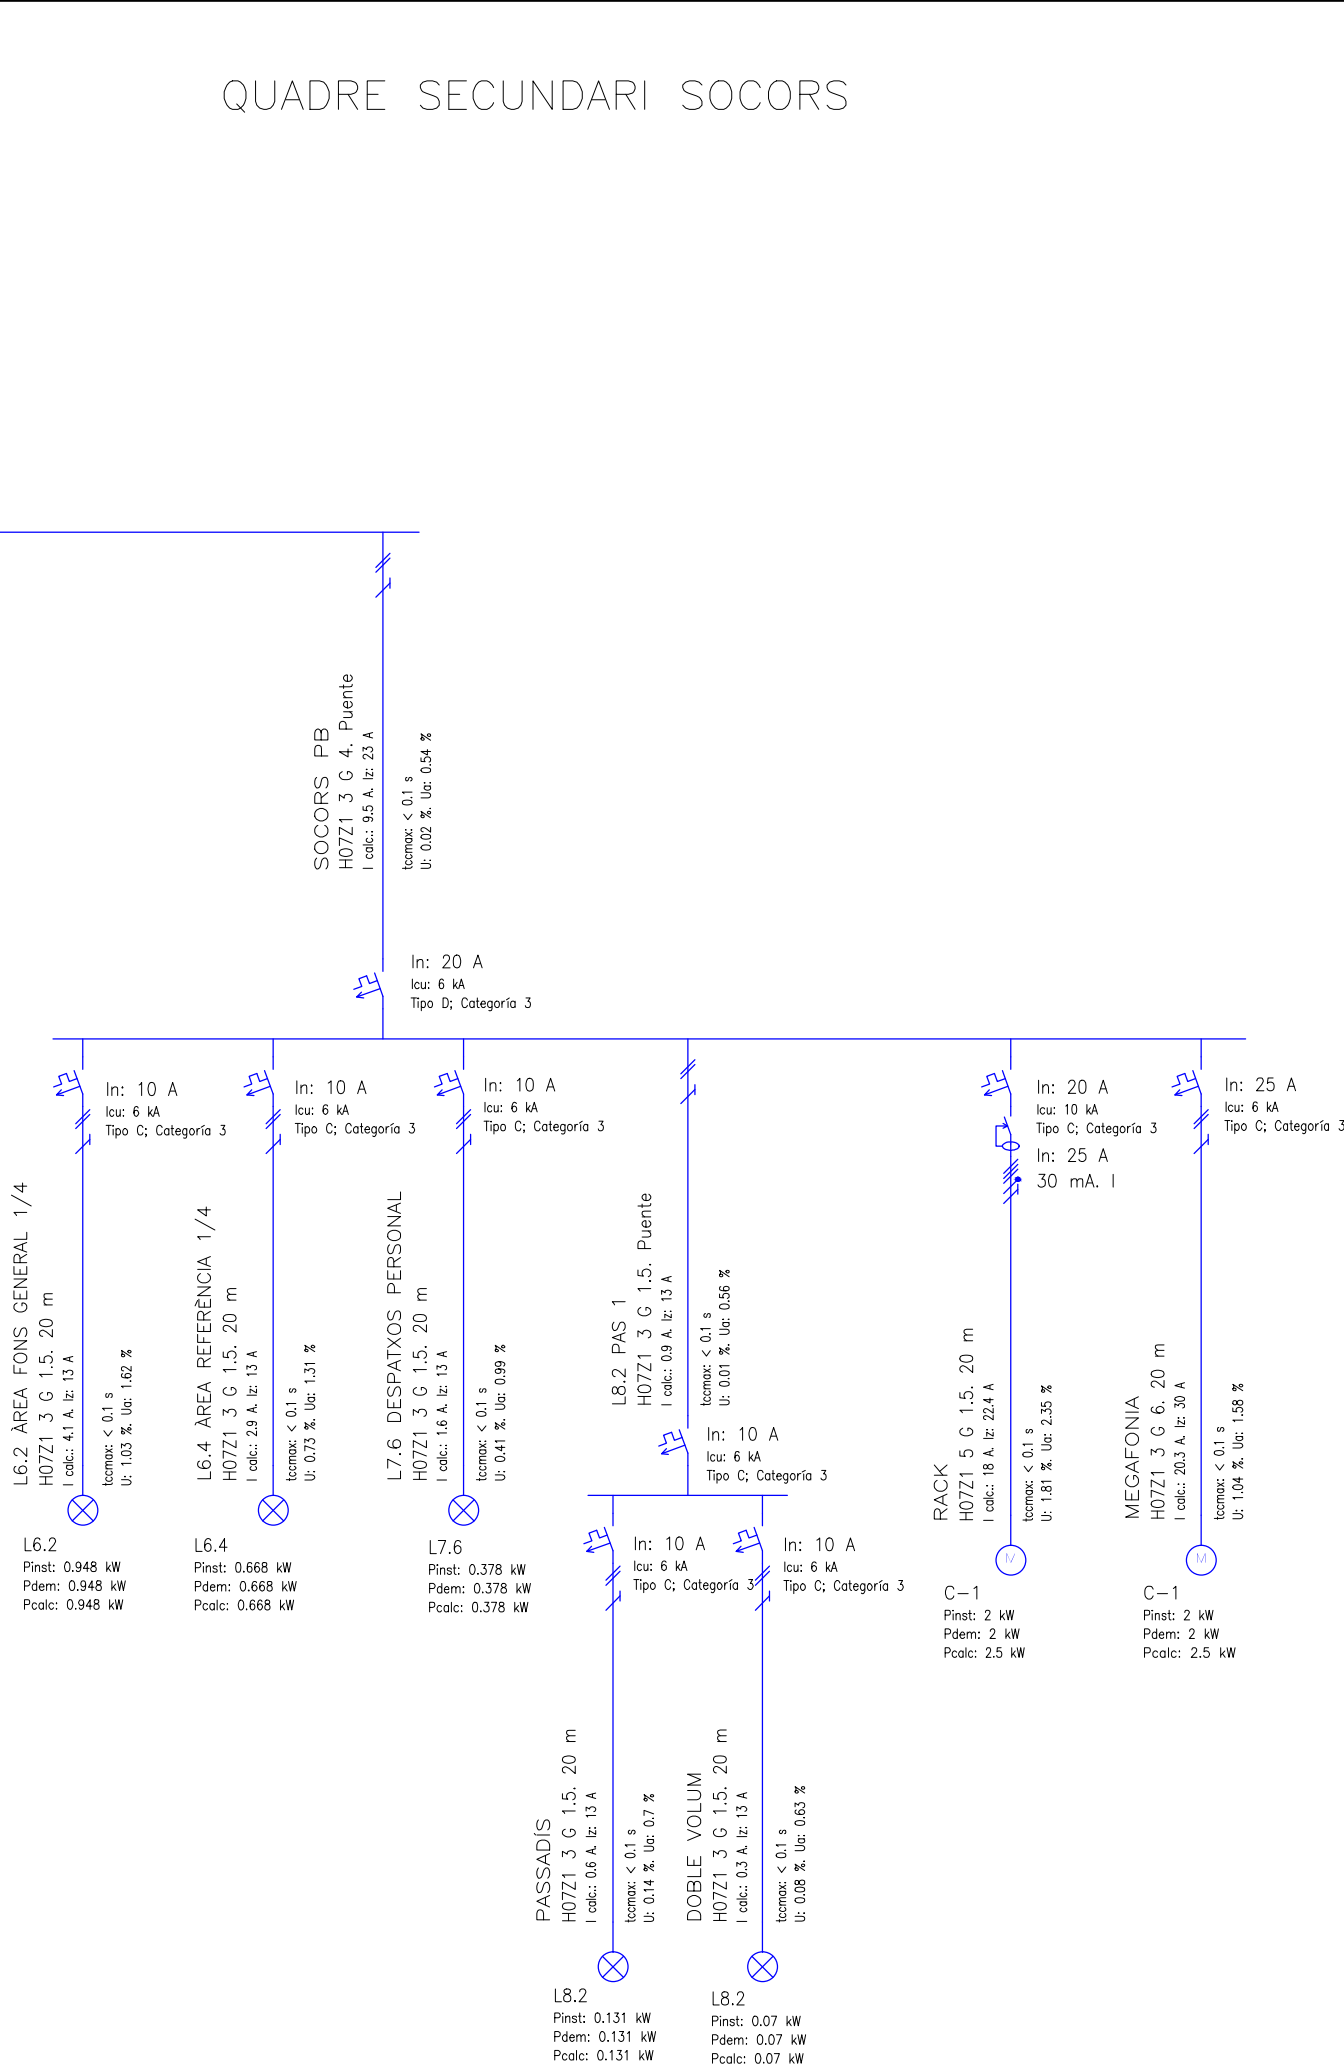 QUADRE SECUNDARI SOCORS
SOCORS PB
H07Z1 3 G 4. Puente
I calc.: 9.5 A. Iz: 23 A
tccmax: < 0.1 s
U: 0.02 %. Ua: 0.54 %
In: 20 A
Icu: 6 kA
Tipo D; Categoría 3
In: 10 A
Icu: 6 kA
Tipo C; Categoría 3
L6.2 ÀREA FONS GENERAL 1/4
H07Z1 3 G 1.5. 20 m
I calc.: 4.1 A. Iz: 13 A
tccmax: < 0.1 s
U: 1.03 %. Ua: 1.62 %
L6.2
Pinst: 0.948 kW
Pdem: 0.948 kW
Pcalc: 0.948 kW
In: 10 A
Icu: 6 kA
Tipo C; Categoría 3
L6.4 ÀREA REFERÈNCIA 1/4
H07Z1 3 G 1.5. 20 m
I calc.: 2.9 A. Iz: 13 A
tccmax: < 0.1 s
U: 0.73 %. Ua: 1.31 %
L6.4
Pinst: 0.668 kW
Pdem: 0.668 kW
Pcalc: 0.668 kW
In: 10 A
Icu: 6 kA
Tipo C; Categoría 3
L7.6 DESPATXOS PERSONAL
H07Z1 3 G 1.5. 20 m
I calc.: 1.6 A. Iz: 13 A
tccmax: < 0.1 s
U: 0.41 %. Ua: 0.99 %
L7.6
Pinst: 0.378 kW
Pdem: 0.378 kW
Pcalc: 0.378 kW
L8.2 PAS 1
H07Z1 3 G 1.5. Puente
I calc.: 0.9 A. Iz: 13 A
tccmax: < 0.1 s
U: 0.01 %. Ua: 0.56 %
In: 10 A
Icu: 6 kA
Tipo C; Categoría 3
In: 10 A
Icu: 6 kA
Tipo C; Categoría 3
PASSADÍS
H07Z1 3 G 1.5. 20 m
I calc.: 0.6 A. Iz: 13 A
tccmax: < 0.1 s
U: 0.14 %. Ua: 0.7 %
L8.2
Pinst: 0.131 kW
Pdem: 0.131 kW
Pcalc: 0.131 kW
In: 10 A
Icu: 6 kA
Tipo C; Categoría 3
DOBLE VOLUM
H07Z1 3 G 1.5. 20 m
I calc.: 0.3 A. Iz: 13 A
tccmax: < 0.1 s
U: 0.08 %. Ua: 0.63 %
L8.2
Pinst: 0.07 kW
Pdem: 0.07 kW
Pcalc: 0.07 kW
In: 20 A
Icu: 10 kA
Tipo C; Categoría 3
In: 25 A
30 mA. I
RACK
H07Z1 5 G 1.5. 20 m
I calc.: 18 A. Iz: 22.4 A
tccmax: < 0.1 s
U: 1.81 %. Ua: 2.35 %
M
C-1
Pinst: 2 kW
Pdem: 2 kW
Pcalc: 2.5 kW
In: 25 A
Icu: 6 kA
Tipo C; Categoría 3
MEGAFONIA
H07Z1 3 G 6. 20 m
I calc.: 20.3 A. Iz: 30 A
tccmax: < 0.1 s
U: 1.04 %. Ua: 1.58 %
M
C-1
Pinst: 2 kW
Pdem: 2 kW
Pcalc: 2.5 kW